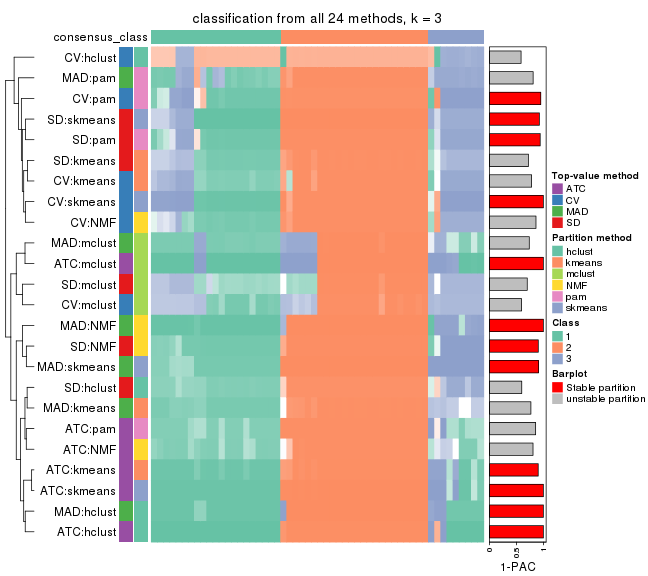 classification from all 24 methods, k = 3
consensus_class
CV:hclust
MAD:pam
CV:pam
SD:skmeans
SD:pam
SD:kmeans
CV:kmeans
CV:skmeans
CV:NMF
MAD:mclust
ATC:mclust
SD:mclust
CV:mclust
MAD:NMF
SD:NMF
MAD:skmeans
SD:hclust
MAD:kmeans
ATC:pam
ATC:NMF
ATC:kmeans
ATC:skmeans
MAD:hclust
ATC:hclust
0
0.5
1
1-PAC
Top-value method
ATC
CV
MAD
SD
Partition method
hclust
kmeans
mclust
NMF
pam
skmeans
Class
1
2
3
Barplot
Stable partition
unstable partition